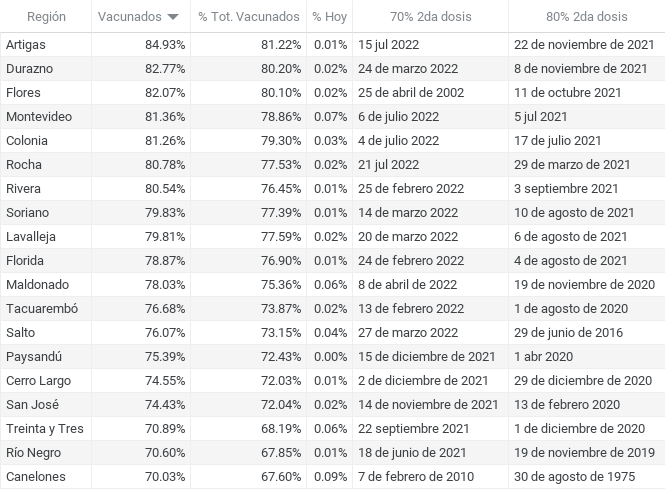 Región Vacunados % Tot. Vacunados % Hoy 70% 2da dosis 80% 2da dosis
Artigas 84.93% 81.22% 0.01% 15 jul 2022 22 de noviembre de 2021
Durazno 82.77% 80.20% 0.02% 24 de marzo 2022 8 de noviembre de 2021
Flores 82.07% 80.10% 0.02% 25 de abril de 2002 11 de octubre 2021
Montevideo 81.36% 78.86% 0.07% 6 de julio 2022 5 jul 2021
Colonia 81.26% 79.30% 0.03% 4 de julio 2022 17 de julio 2021
Rocha 80.78% 77.53% 0.02% 21 jul 2022 29 de marzo de 2021
Rivera 80.54% 76.45% 0.01% 25 de febrero 2022 3 septiembre 2021
Soriano 79.83% 77.39% 0.01% 14 de marzo 2022 10 de agosto de 2021
Lavalleja 79.81% 77.59% 0.02% 20 de marzo 2022 6 de agosto de 2021
Florida 78.87% 76.90% 0.01% 24 de febrero 2022 4 de agosto de 2021
Maldonado 78.03% 75.36% 0.06% 8 de abril de 2022 19 de noviembre de 2020
Tacuarembó 76.68% 73.87% 0.02% 13 de febrero 2022 1 de agosto de 2020
Salto 76.07% 73.15% 0.04% 27 de marzo 2022 29 de junio de 2016
Paysandú 75.39% 72.43% 0.00% 15 de diciembre de 2021 1 abr 2020
Cerro Largo 74.55% 72.03% 0.01% 2 de diciembre de 2021 29 de diciembre de 2020
San José 74.43% 72.04% 0.02% 14 de noviembre de 2021 13 de febrero 2020
Treinta y Tres 70.89% 68.19% 0.06% 22 septiembre 2021 1 de diciembre de 2020
Río Negro 70.60% 67.85% 0.01% 18 de junio de 2021 19 de noviembre de 2019
Canelones 70.03% 67.60% 0.09% 7 de febrero de 2010 30 de agosto de 1975